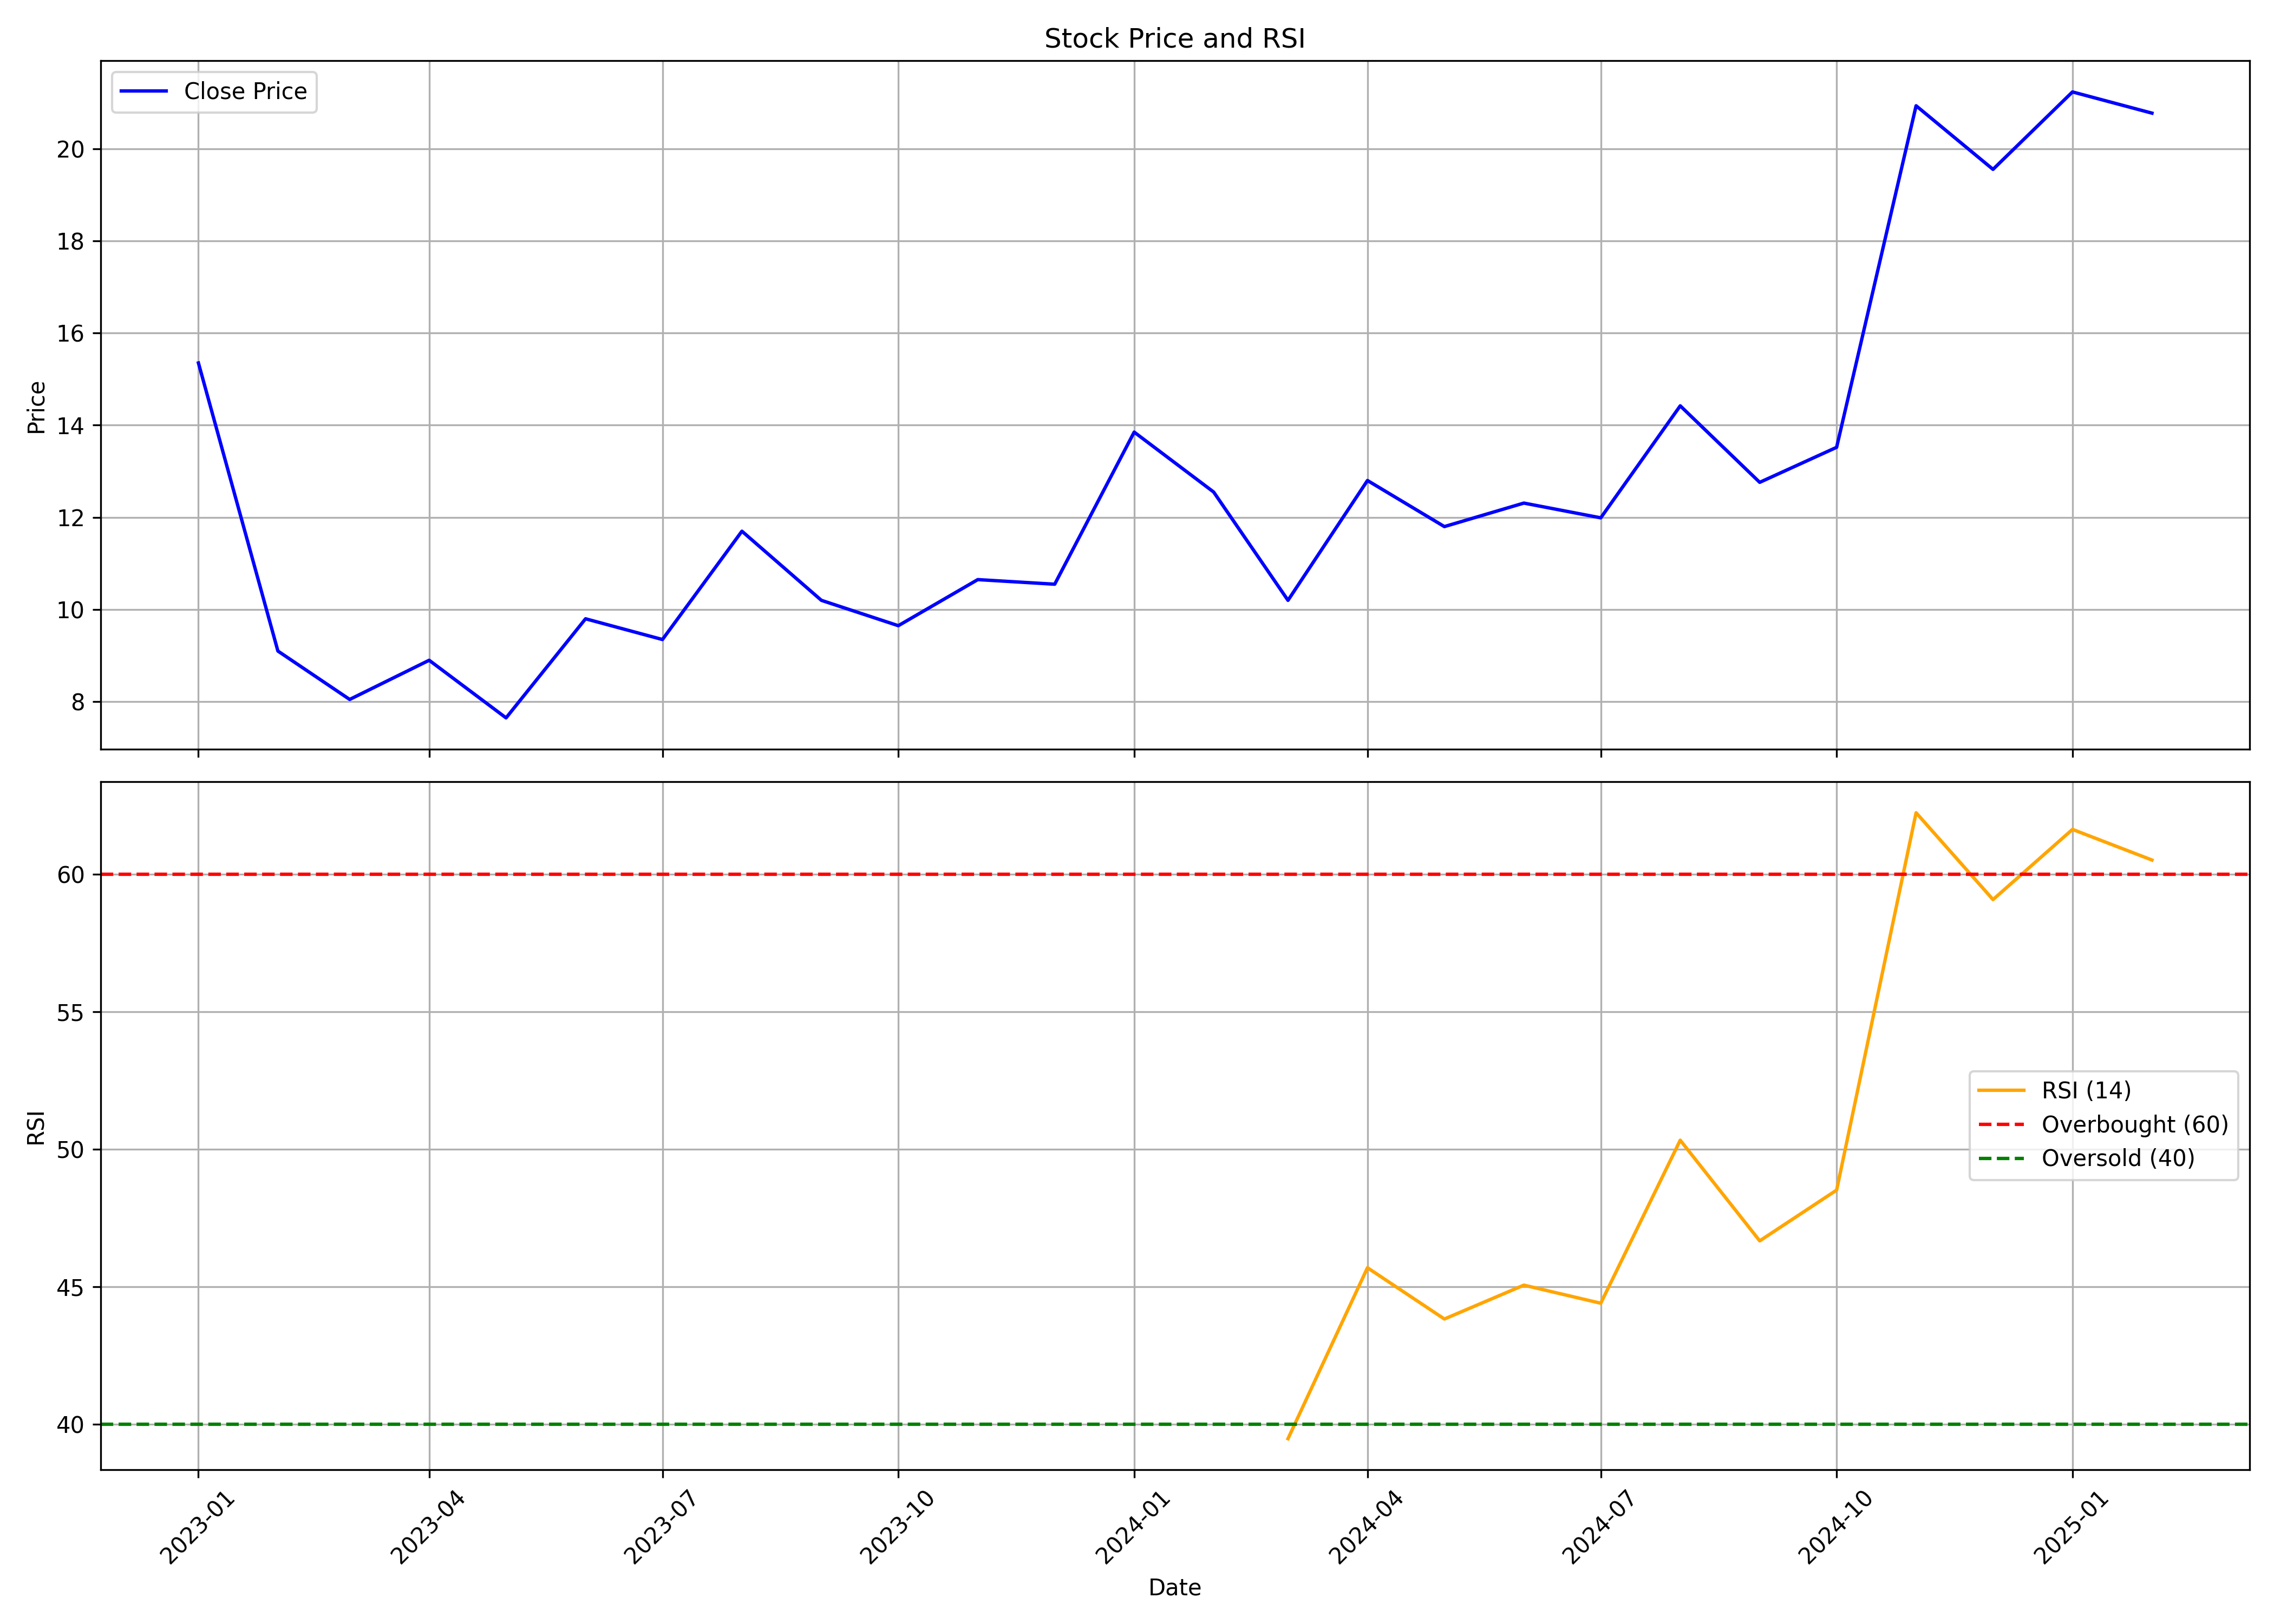 Stock Price and RSI
Close Price
Price
20
18
16
14
12
10
8
RSI
60
55
50
45
40
RSI (14)
Overbought (60)
Oversold (40)
2023-01
2023-04
2023-07
2023-10
2024-01
2024-04
2024-07
2024-10
2025-01
Date